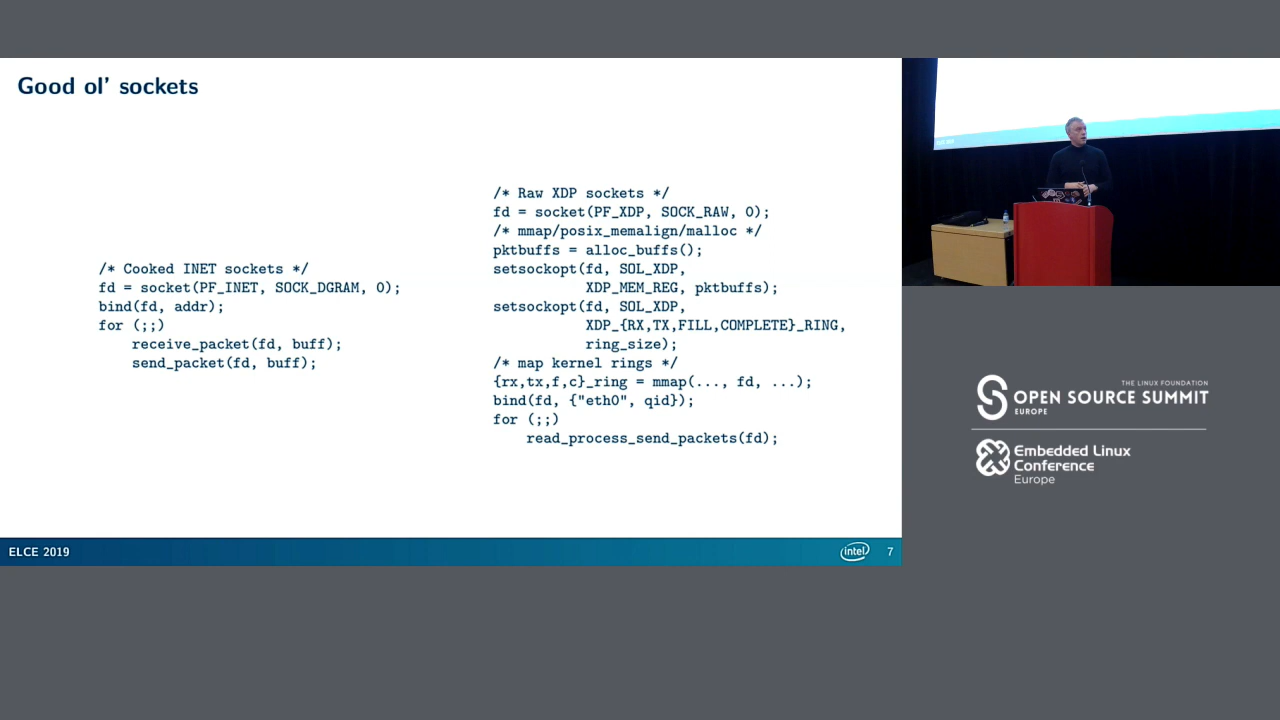 Good ol' sockets
/* Cooked INET sockets */
fd = socket(PF_INET, SOCK_DGRAM, 0);
bind(fd, addr);
for (;;)
receive_packet(fd, buff);
send_packet(fd, buff);
/* Raw XDP sockets */
fd = socket(PF_XDP, SOCK_RAW, 0);
/* mmap/posix_memalign/malloc */
pktbuffs = alloc_buffs();
setsockopt(fd, SOL_XDP,
XDP_MEM_REG, pktbuffs);
setsockopt(fd, SOL_XDP,
XDP_{RX,TX,FILL,COMPLETE}_RING,
ring_size);
/* map kernel rings */
{rx,tx,f,c}_ring = mmap(..., fd, ...);
bind(fd, {"eth0", qid});
for (;;)
read_process_send_packets(fd);
ELCE 2019
intel
7
THE LINUX FOUNDATION
OPEN SOURCE SUMMIT
EUROPE
Embedded Linux
Conference
Europe